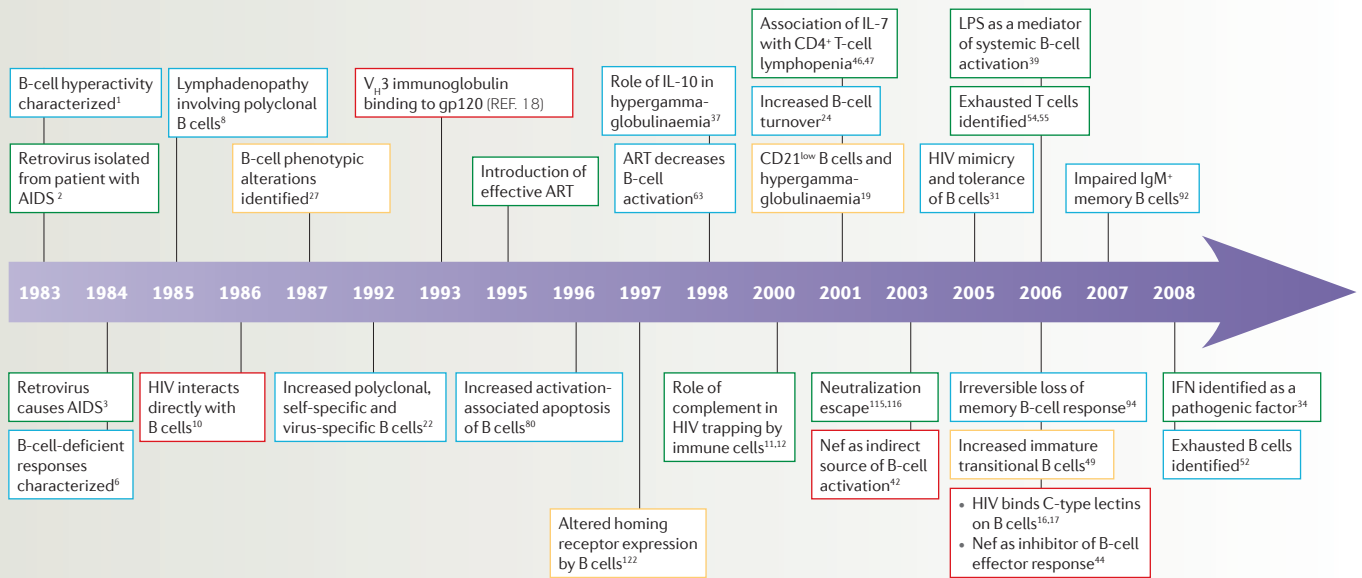 B-cell hyperactivity
characterized¹
Retrovirus isolated
from patient with
AIDS ²
Lymphadenopathy
involving polyclonal
B cells⁸
B-cell phenotypic
alterations
identified²⁷
V_H3 immunoglobulin
binding to gp120 (REF. 18)
Introduction of
effective ART
Role of IL-10 in
hypergamma-
globulinaemia³⁷
ART decreases
B-cell
activation⁶³
Association of IL-7
with CD4⁺ T-cell
lymphopenia⁴⁶,⁴⁷
Increased B-cell
turnover²⁴
CD21ˡᵒʷ B cells and
hypergamma-
globulinaemia¹⁹
HIV mimicry
and tolerance
of B cells³¹
LPS as a mediator
of systemic B-cell
activation³⁹
Exhausted T cells
identified⁵⁴,⁵⁵
Impaired IgM⁺
memory B cells⁹²
1983 1984 1985 1986 1987 1992 1993 1995 1996 1997 1998 2000 2001 2003 2005 2006 2007 2008
Retrovirus
causes AIDS³
B-cell-deficient
responses
characterized⁶
HIV interacts
directly with
B cells¹⁰
Increased polyclonal,
self-specific and
virus-specific B cells²²
Increased activation-
associated apoptosis
of B cells⁸⁰
Altered homing
receptor expression
by B cells¹²²
Role of
complement in
HIV trapping by
immune cells¹¹,¹²
Neutralization
escape¹¹⁵,¹¹⁶
Nef as indirect
source of B-cell
activation⁴²
Irreversible loss of
memory B-cell response⁹⁴
Increased immature
transitional B cells⁴⁹
• HIV binds C-type lectins
on B cells¹⁶,¹⁷
• Nef as inhibitor of B-cell
effector response⁴⁴
IFN identified as a
pathogenic factor³⁴
Exhausted B cells
identified⁵²